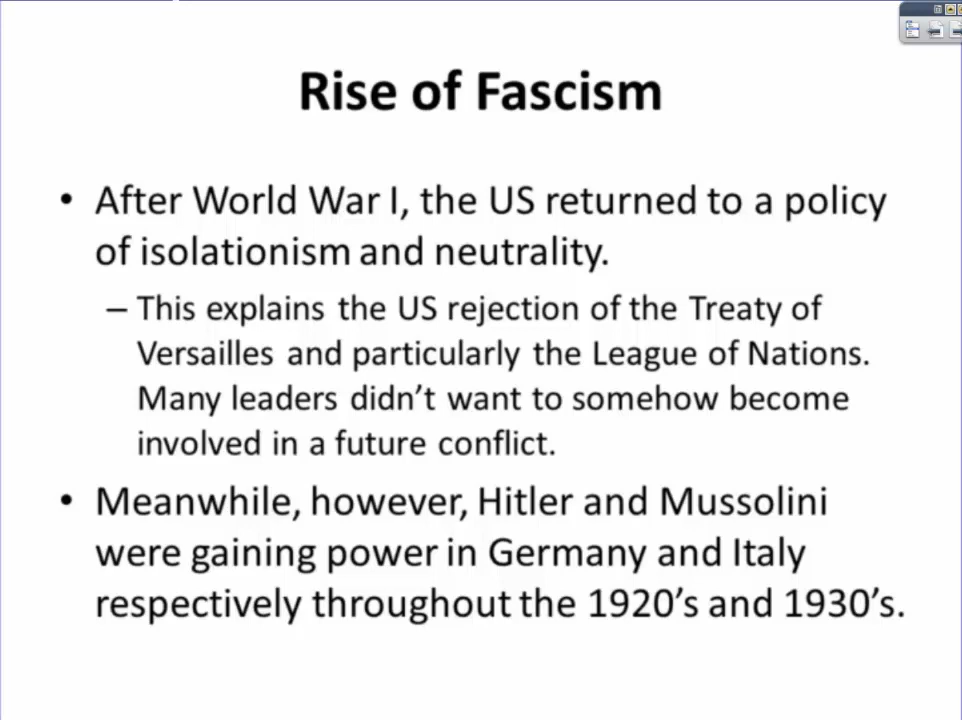 Rise of Fascism
• After World War I, the US returned to a policy
of isolationism and neutrality.
– This explains the US rejection of the Treaty of
Versailles and particularly the League of Nations.
Many leaders didn't want to somehow become
involved in a future conflict.
• Meanwhile, however, Hitler and Mussolini
were gaining power in Germany and Italy
respectively throughout the 1920's and 1930's.